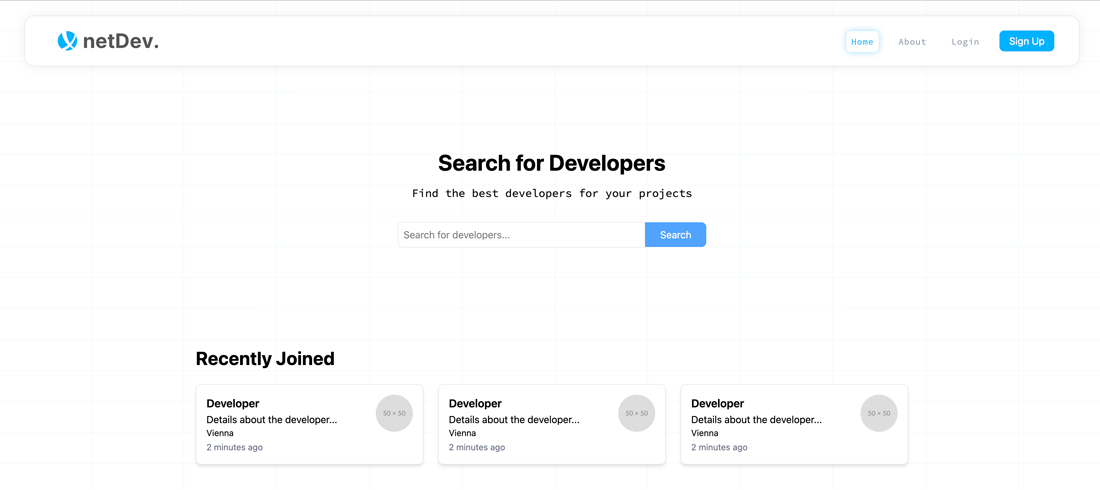 netDev.
Home About Login Sign Up
Search for Developers
Find the best developers for your projects
Search for developers... Search
Recently Joined
Developer
Details about the developer...
Vienna
2 minutes ago
50 × 50
Developer
Details about the developer...
Vienna
2 minutes ago
50 × 50
Developer
Details about the developer...
Vienna
2 minutes ago
50 × 50